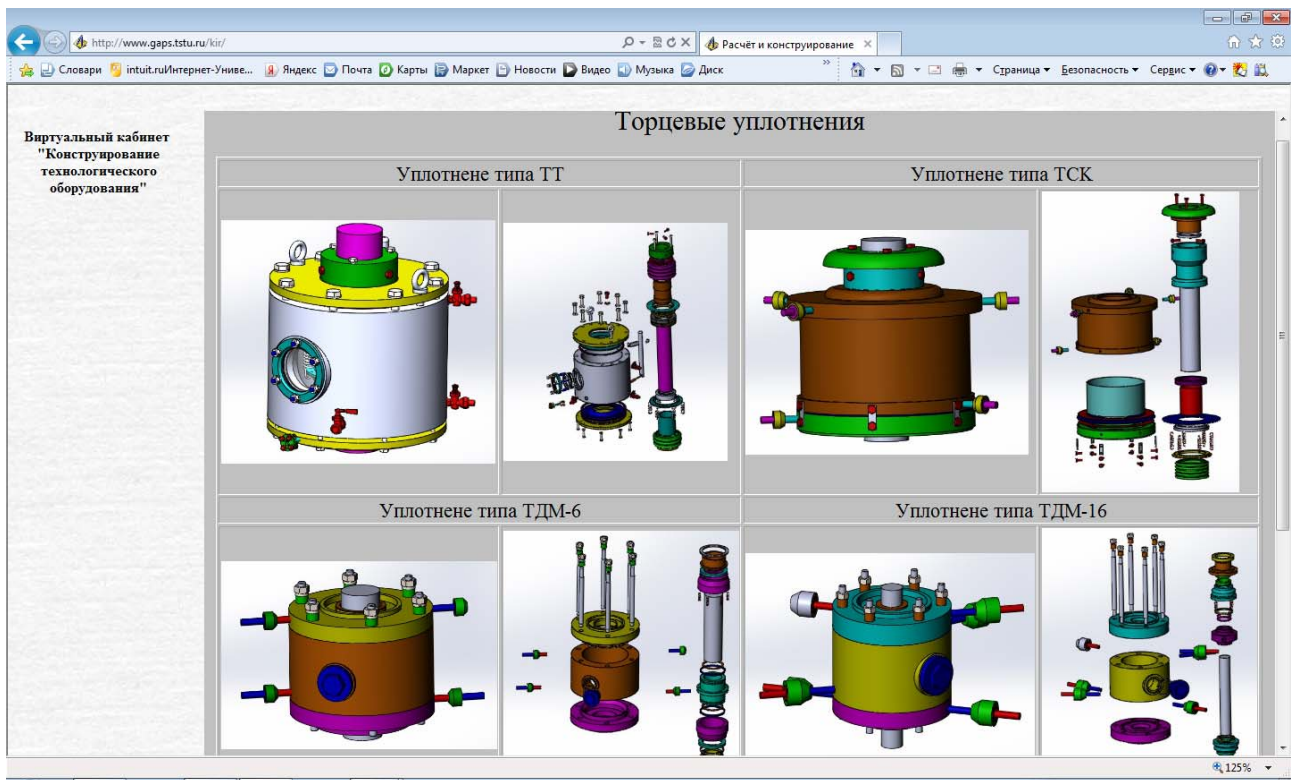 http://www.gaps.tstu.ru/kir/
Расчёт и конструирование
Словари
intuit.ruИнтернет-Униве...
Яндекс
Почта
Карты
Маркет
Новости
Видео
Музыка
Диск
»
Страница
Безопасность
Сервис
»
Виртуальный кабинет
"Конструирование
технологического
оборудования"
Торцевые уплотнения
Уплотнене типа ТТ
Уплотнене типа ТСК
Уплотнене типа ТДМ-6
Уплотнене типа ТДМ-16
125%